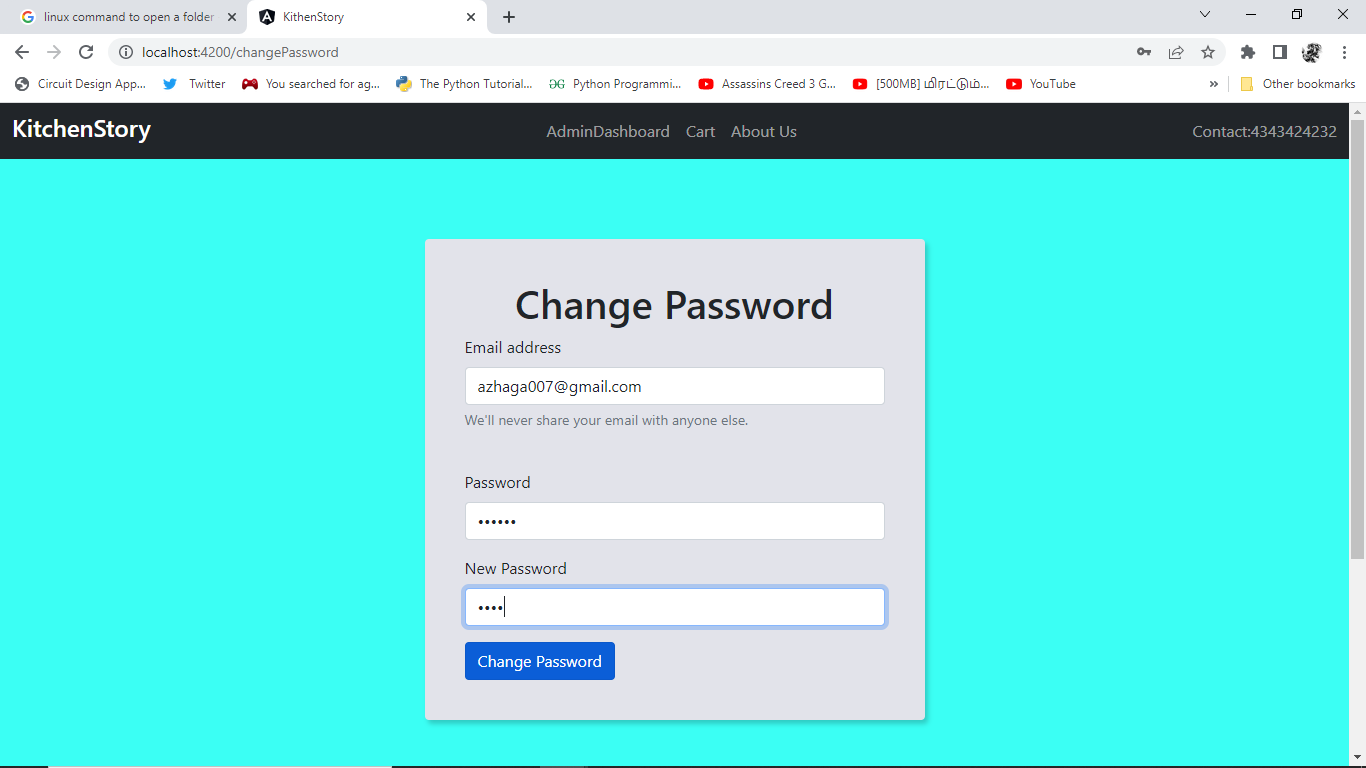 linux command to open a folder
KithenStory
localhost:4200/changePassword
Circuit Design App...
Twitter
You searched for ag...
The Python Tutorial...
Python Programmi...
Assassins Creed 3 G...
[500MB] மிரட்டும்...
YouTube
»
Other bookmarks
KitchenStory
AdminDashboard
Cart
About Us
Contact:4343424232
Change Password
Email address
azhaga007@gmail.com
We'll never share your email with anyone else.
Password
••••••
New Password
••••
Change Password